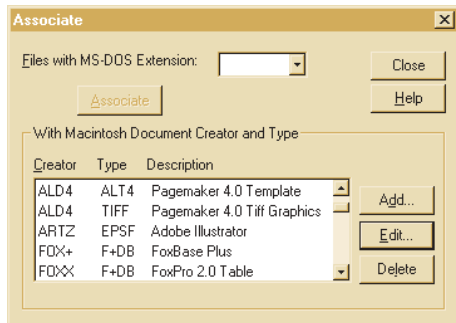 Associate
Files with MS-DOS Extension:
Close
Associate
Help
With Macintosh Document Creator and Type
Creator Type Description
ALD4 ALT4 Pagemaker 4.0 Template
ALD4 TIFF Pagemaker 4.0 Tiff Graphics
ARTZ EPSF Adobe Illustrator
FOX+ F+DB FoxBase Plus
FOXX F+DB FoxPro 2.0 Table
Add...
Edit...
Delete